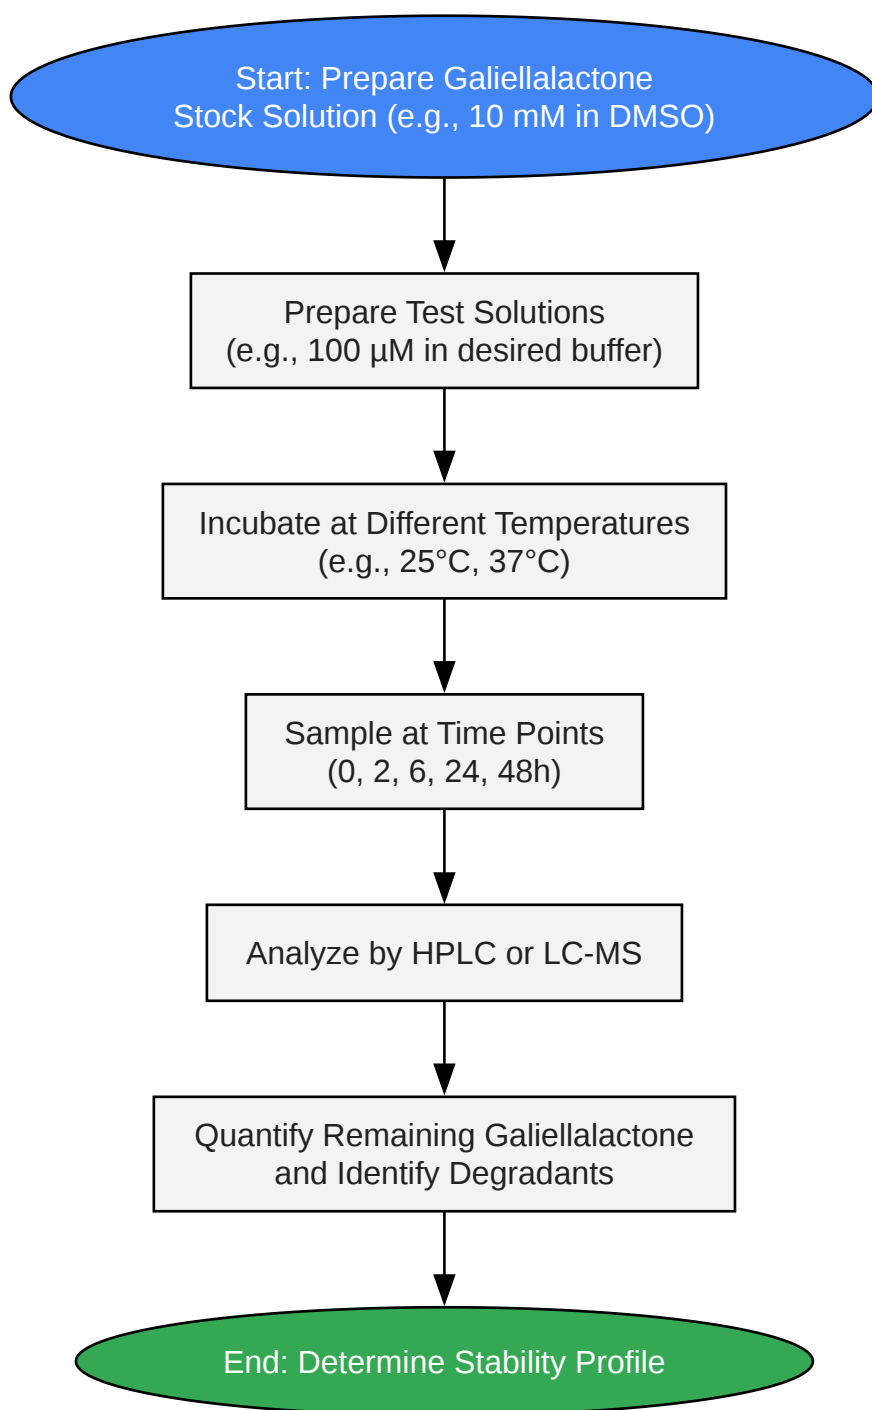 Start: Prepare Galiellalactone
Stock Solution (e.g., 10 mM in DMSO)
Prepare Test Solutions
(e.g., 100 µM in desired buffer)
Incubate at Different Temperatures
(e.g., 25°C, 37°C)
Sample at Time Points
(0, 2, 6, 24, 48h)
Analyze by HPLC or LC-MS
Quantify Remaining Galiellalactone
and Identify Degradants
End: Determine Stability Profile